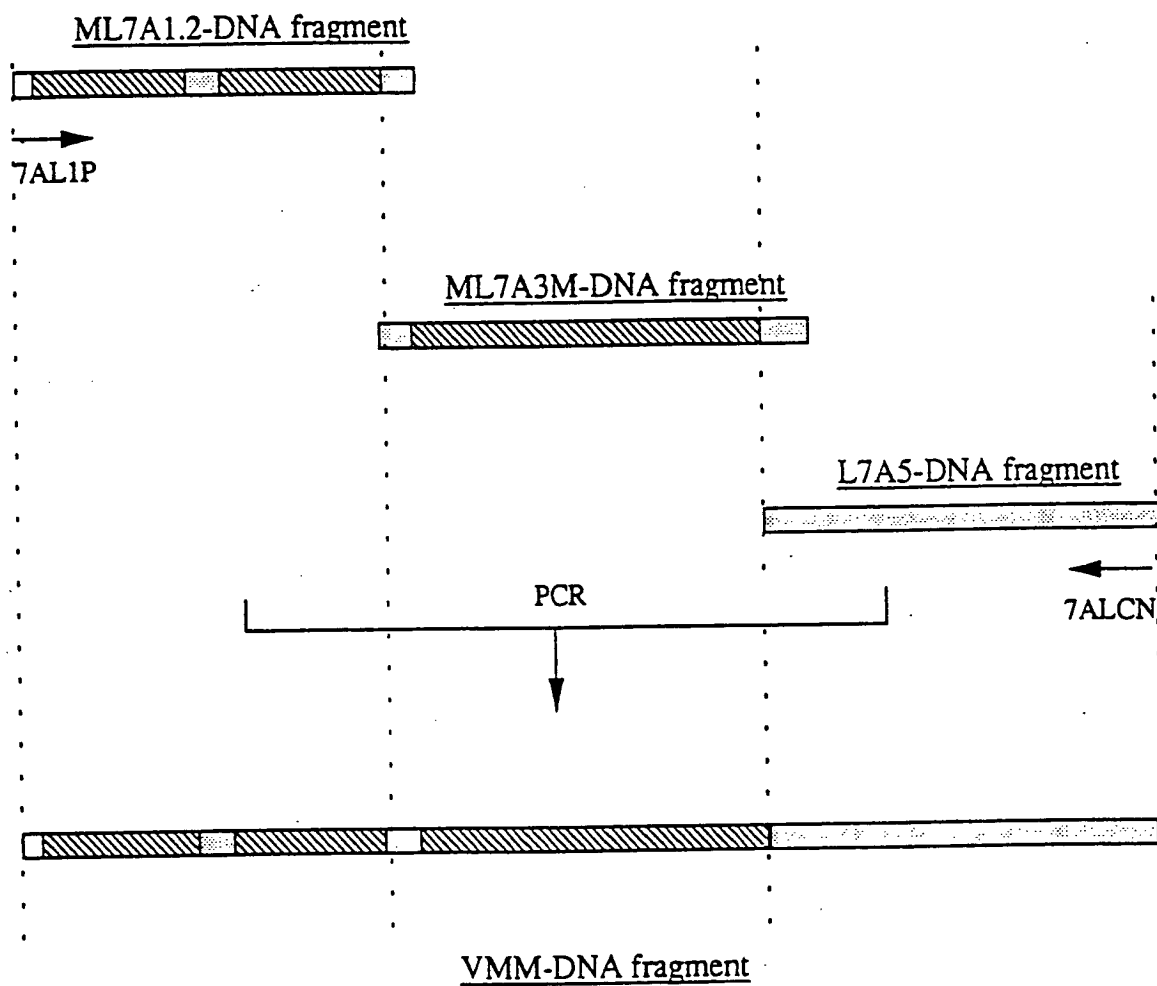 ML7A1.2-DNA fragment
7AL1P
ML7A3M-DNA fragment
L7A5-DNA fragment
PCR
7ALCN
VMM-DNA fragment